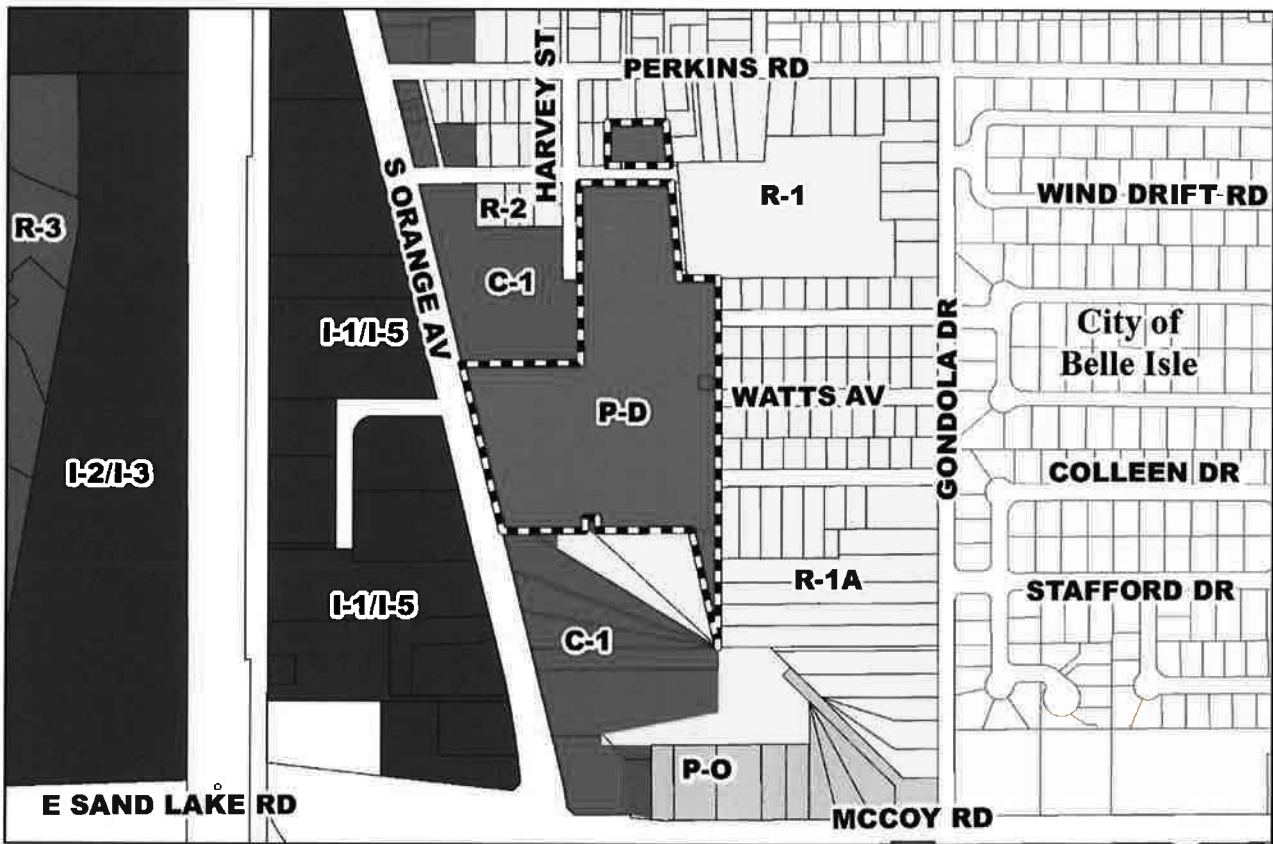 HARVEY ST
PERKINS RD
S ORANGE AV
R-3
R-2
R-1
WIND DRIFT RD
C-1
I-1/I-5
GONDOLA DR
City of
Belle Isle
P-D
WATTS AV
I-2/I-3
COLLEEN DR
I-1/I-5
R-1A
STAFFORD DR
C-1
P-O
E SAND LAKE RD
MCCOY RD